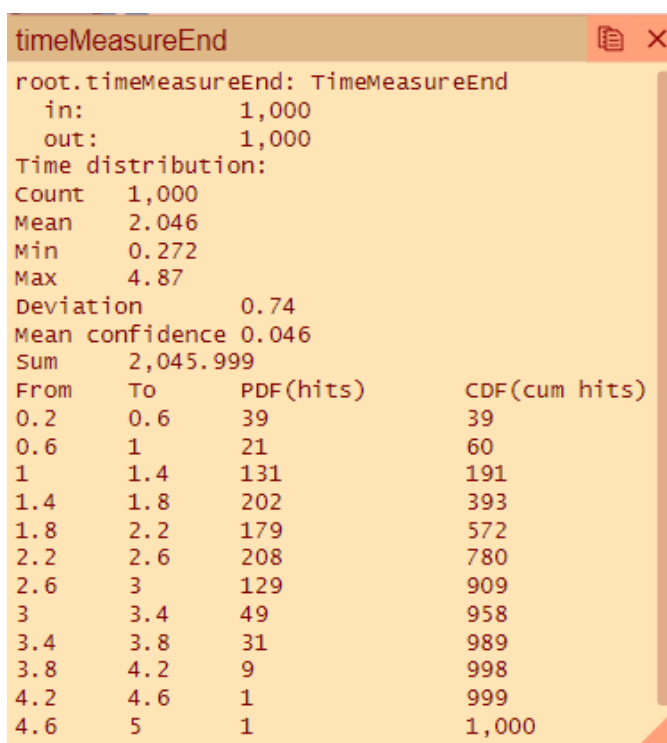 timeMeasureEnd
root.timeMeasureEnd: TimeMeasureEnd
in: 1,000
out: 1,000
Time distribution:
Count 1,000
Mean 2.046
Min 0.272
Max 4.87
Deviation 0.74
Mean confidence 0.046
Sum 2,045.999
From To PDF(hits) CDF(cum hits)
0.2 0.6 39 39
0.6 1 21 60
1 1.4 131 191
1.4 1.8 202 393
1.8 2.2 179 572
2.2 2.6 208 780
2.6 3 129 909
3 3.4 49 958
3.4 3.8 31 989
3.8 4.2 9 998
4.2 4.6 1 999
4.6 5 1 1,000